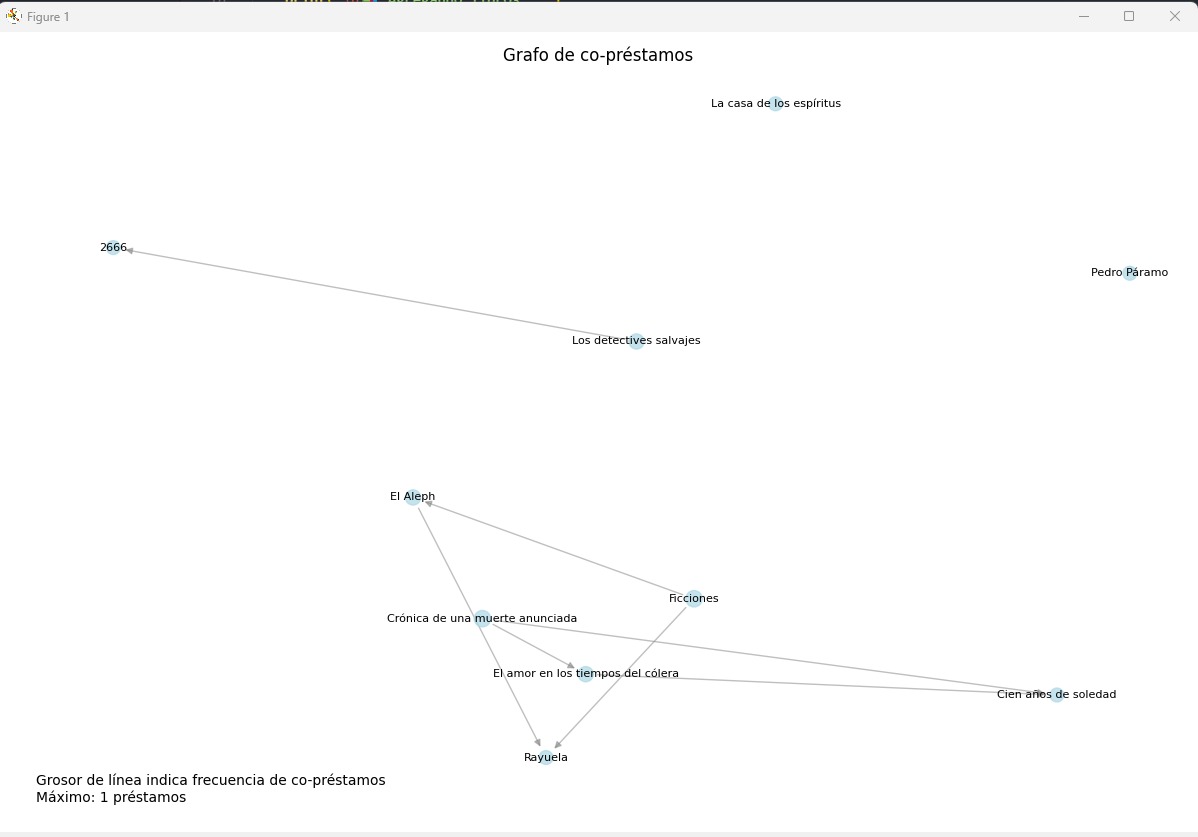 Figure 1
Grafo de co-préstamos
La casa de los espíritus
2666
Pedro Páramo
Los detectives salvajes
El Aleph
Ficciones
Crónica de una muerte anunciada
El amor en los tiempos del cólera
Cien años de soledad
Rayuela
Grosor de línea indica frecuencia de co-préstamos
Máximo: 1 préstamos